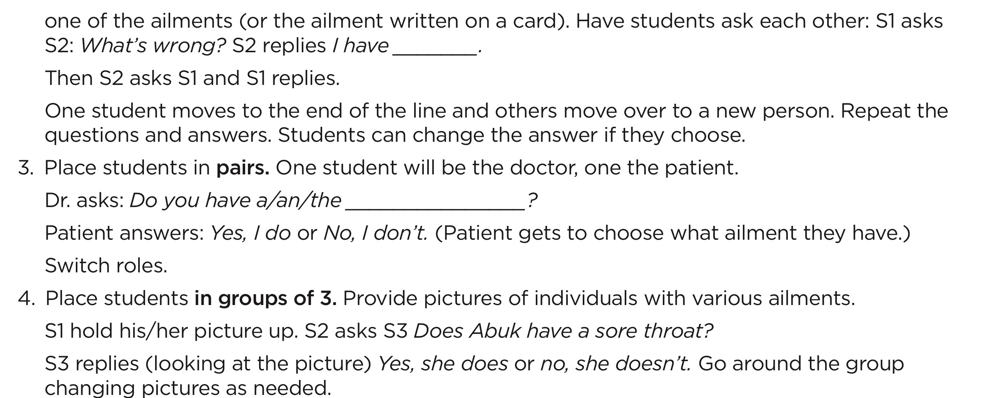 one of the ailments (or the ailment written on a card). Have students ask each other: S1 asks
S2: What's wrong? S2 replies I have _______.
Then S2 asks S1 and S1 replies.
One student moves to the end of the line and others move over to a new person. Repeat the
questions and answers. Students can change the answer if they choose.
3. Place students in pairs. One student will be the doctor, one the patient.
Dr. asks: Do you have a/an/the _______________?
Patient answers: Yes, I do or No, I don't. (Patient gets to choose what ailment they have.)
Switch roles.
4. Place students in groups of 3. Provide pictures of individuals with various ailments.
S1 hold his/her picture up. S2 asks S3 Does Abuk have a sore throat?
S3 replies (looking at the picture) Yes, she does or no, she doesn't. Go around the group
changing pictures as needed.